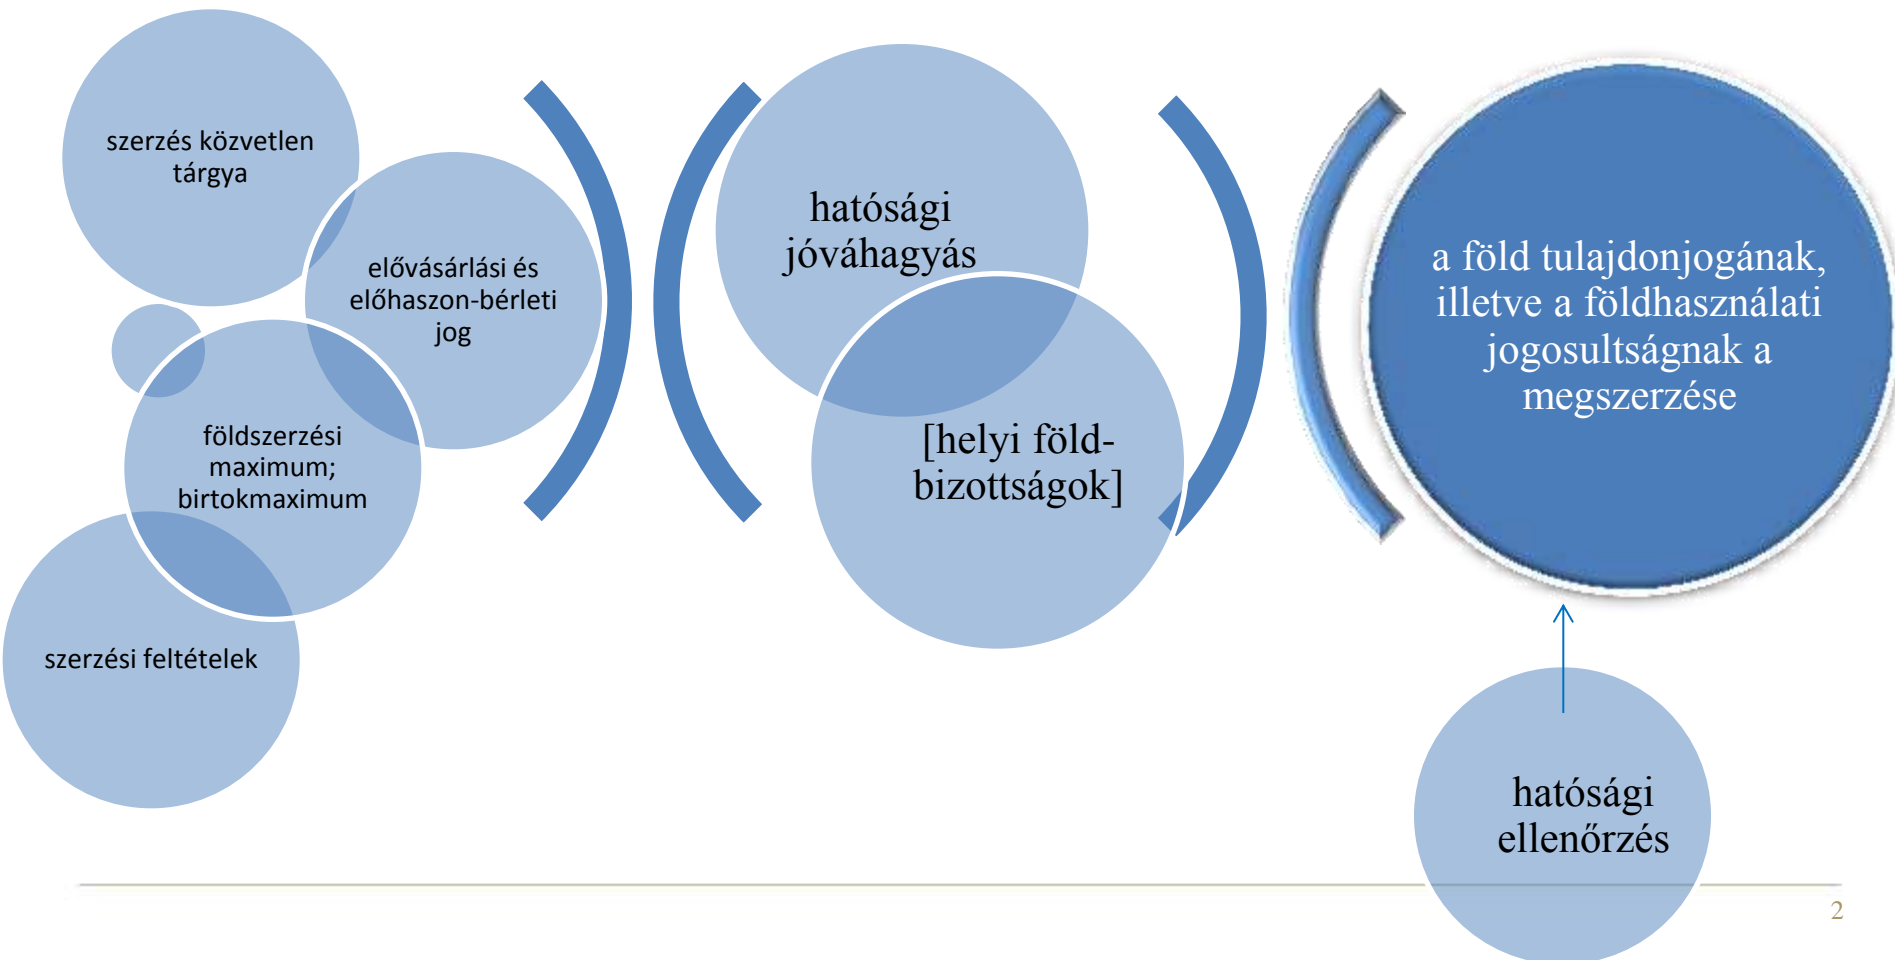 szerzés közvetlen
tárgya
elővásárlási és
előhaszon-bérleti
jog
földszerzési
maximum;
birtokmaximum
szerzési feltételek
hatósági
jóváhagyás
[helyi föld-
bizottságok]
a föld tulajdonjogának,
illetve a földhasználati
jogosultságnak a
megszerzése
hatósági
ellenőrzés
2